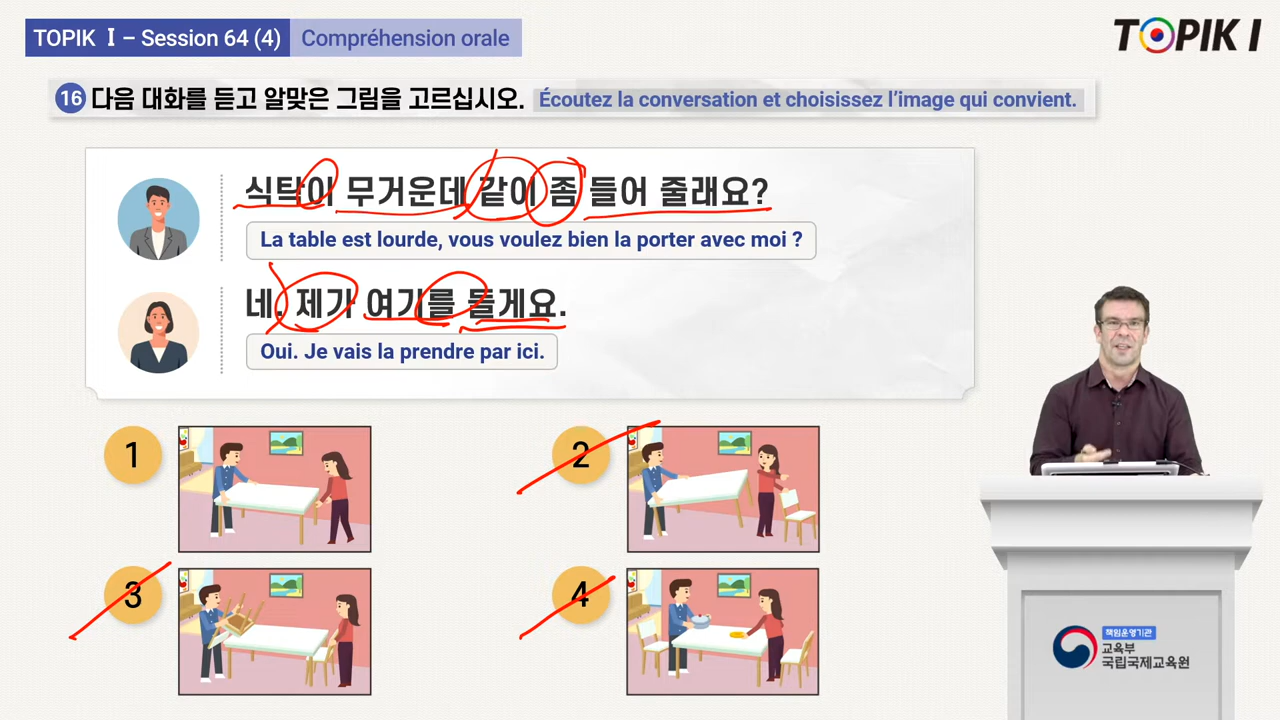 TOPIK Ⅰ – Session 64 (4) Compréhension orale
TOPIK I
16 다음 대화를 듣고 알맞은 그림을 고르십시오. Écoutez la conversation et choisissez l’image qui convient.
식탁이 무거운데 같이 좀 들어 줄래요?
La table est lourde, vous voulez bien la porter avec moi ?
네. 제가 여기를 들게요.
Oui. Je vais la prendre par ici.
1
2
3
4
책임운영기관
교육부
국립국제교육원